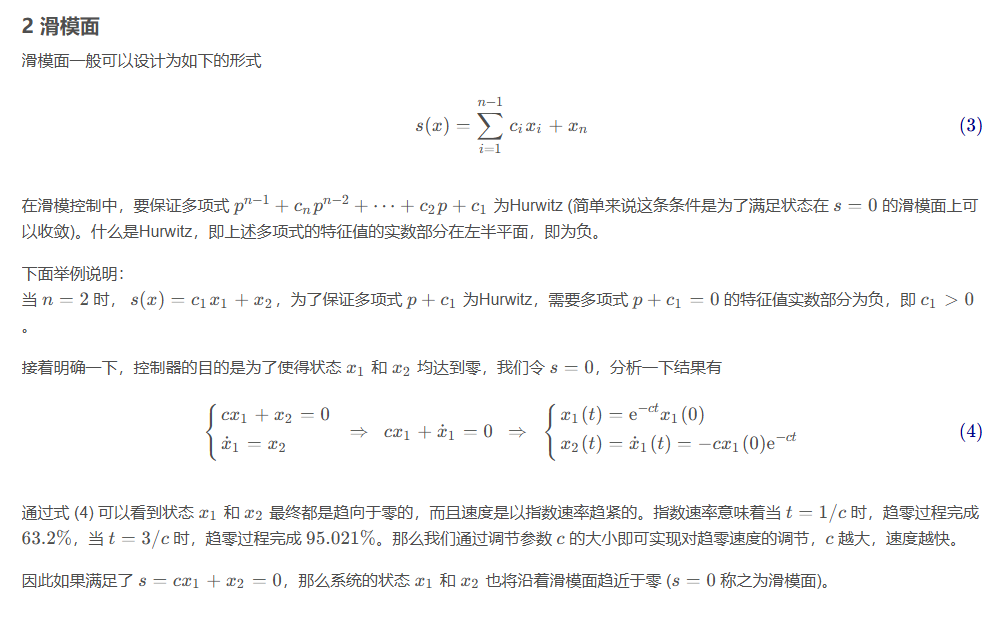 2 滑模面
滑模面一般可以设计为如下的形式
$s(x) = \sum_{i=1}^{n-1} c_i x_i + x_n$ (3)
在滑模控制中，要保证多项式 $p^{n-1} + c_n p^{n-2} + \cdots + c_2 p + c_1$ 为Hurwitz (简单来说这条条件是为了满足状态在 $s = 0$ 的滑模面上可
以收敛)。什么是Hurwitz，即上述多项式的特征值的实数部分在左半平面，即为负。
下面举例说明：
当 $n = 2$ 时， $s(x) = c_1 x_1 + x_2$，为了保证多项式 $p + c_1$ 为Hurwitz，需要多项式 $p + c_1 = 0$ 的特征值实数部分为负，即 $c_1 > 0$
。
接着明确一下，控制器的目的是为了使得状态 $x_1$ 和 $x_2$ 均达到零，我们令 $s = 0$，分析一下结果有
$\begin{cases} cx_1 + x_2 = 0 \\ \dot{x}_1 = x_2 \end{cases} \Rightarrow cx_1 + \dot{x}_1 = 0 \Rightarrow \begin{cases} x_1(t) = \mathrm{e}^{-ct} x_1(0) \\ x_2(t) = \dot{x}_1(t) = -cx_1(0)\mathrm{e}^{-ct} \end{cases}$ (4)
通过式 (4) 可以看到状态 $x_1$ 和 $x_2$ 最终都是趋向于零的，而且速度是以指数速率趋紧的。指数速率意味着当 $t = 1/c$ 时，趋零过程完成
$63.2\%$，当 $t = 3/c$ 时，趋零过程完成 $95.021\%$。那么我们通过调节参数 $c$ 的大小即可实现对趋零速度的调节，$c$ 越大，速度越快。
因此如果满足了 $s = cx_1 + x_2 = 0$，那么系统的状态 $x_1$ 和 $x_2$ 也将沿着滑模面趋近于零 ($s = 0$ 称之为滑模面)。